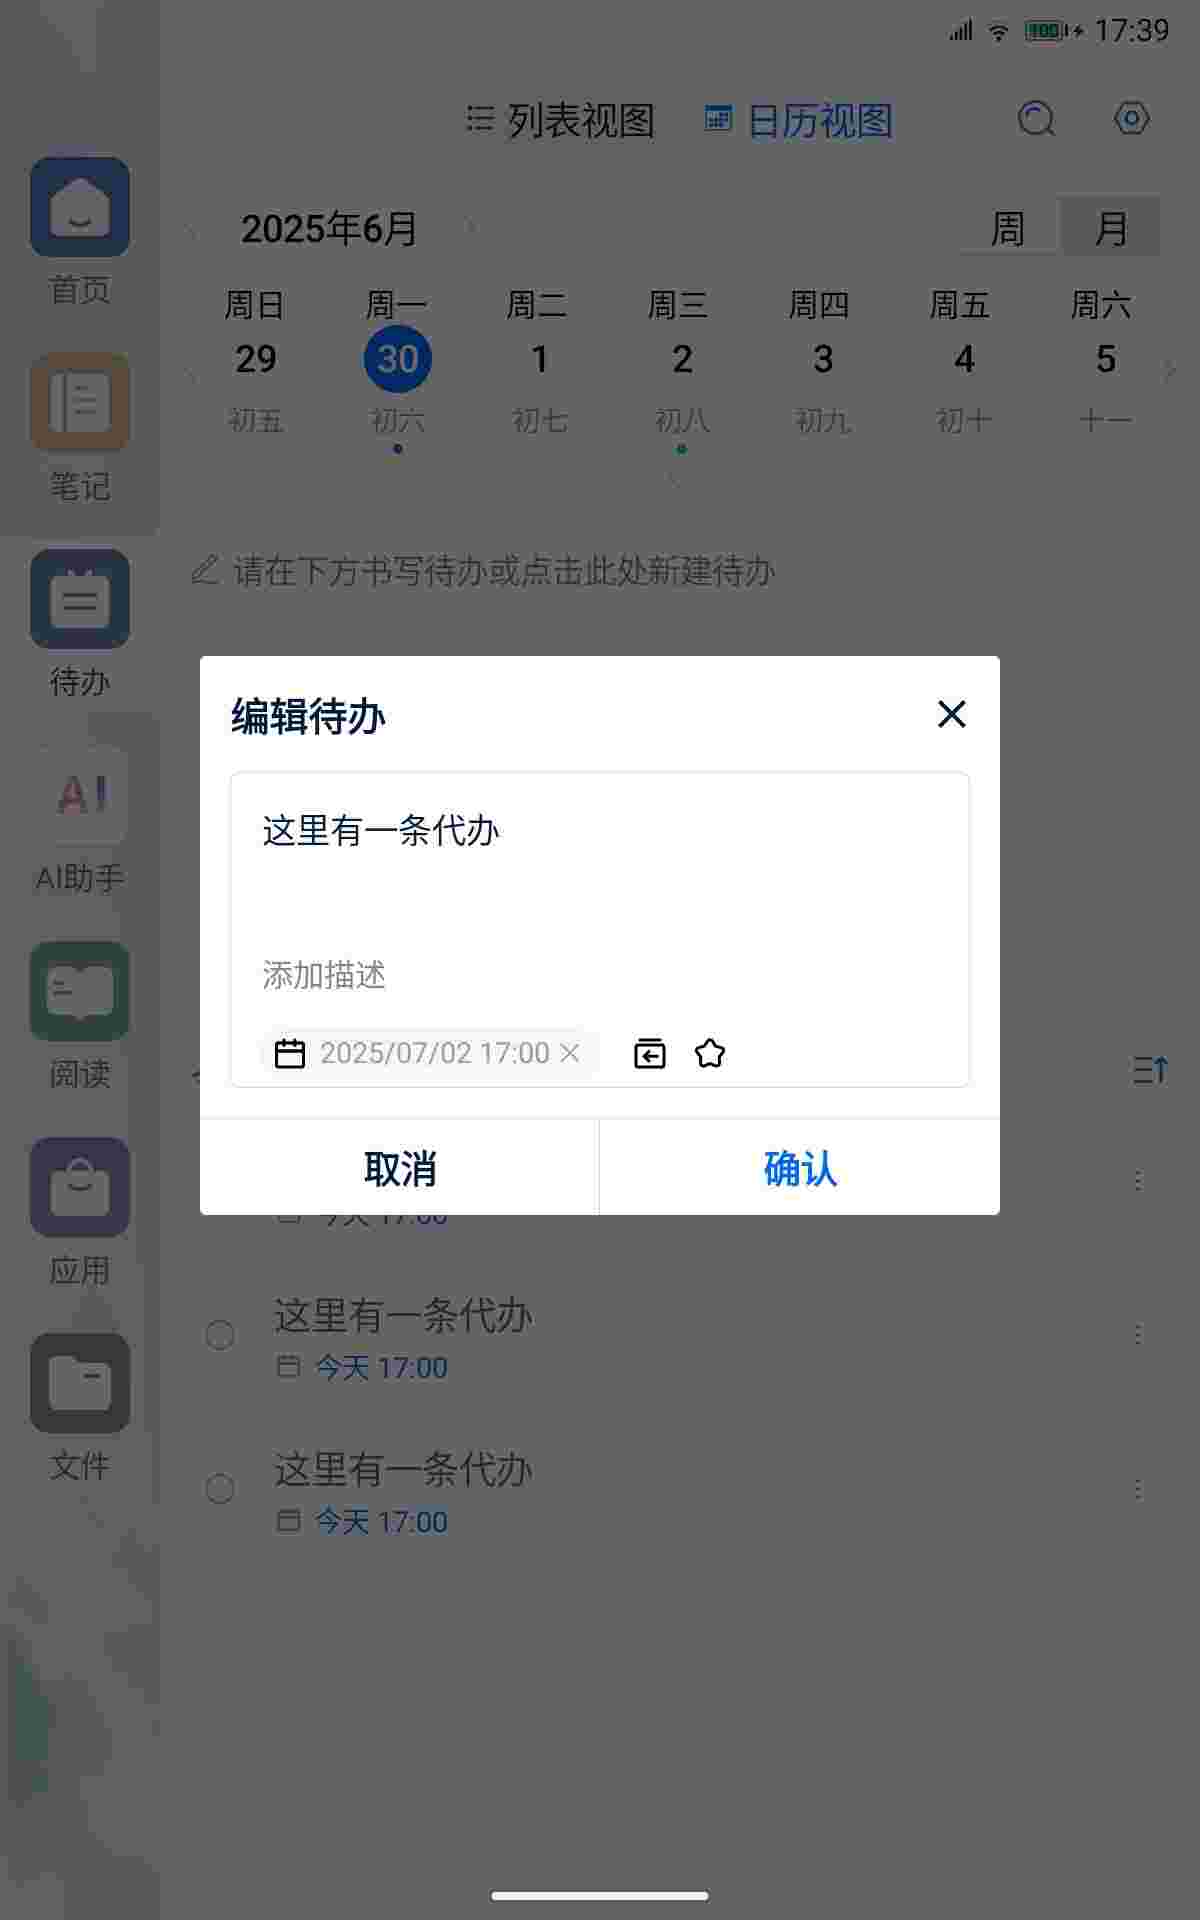 100 17:39
列表视图 日历视图
2025年6月 周 月
周日 周一 周二 周三 周四 周五 周六
29 30 1 2 3 4 5
初五 初六 初七 初八 初九 初十 十一
请在下方书写待办或点击此处新建待办
首页
笔记
待办
AI
AI助手
阅读
应用
文件
编辑待办
这里有一条代办
添加描述
2025/07/02 17:00
取消 确认
今天 17:00
这里有一条代办
今天 17:00
这里有一条代办
今天 17:00